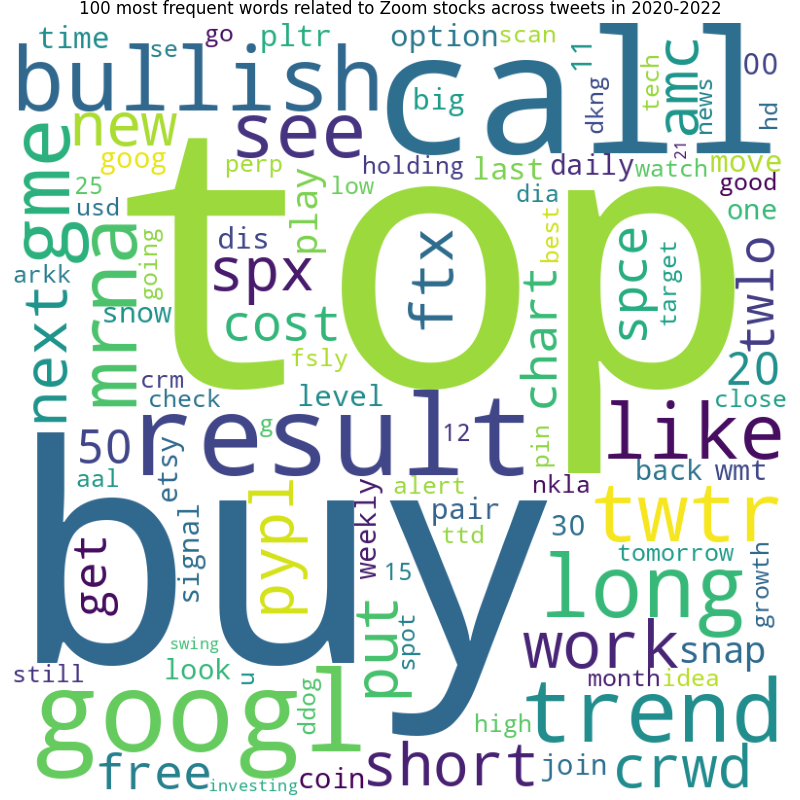 100 most frequent words related to Zoom stocks across tweets in 2020-2022
time
se
go
pltr
option
scan
11
tech
amc
news
00
hd
bullish
call
big
dkng
new
see
21
goog
perp
holding
last
daily
watch
move
good
gme
25
usd
play
low
dia
best
one
mrna
top
going
dis
spx
ftx
chart
spce
target
twlo
arkk
next
snow
cost
fsly
20
crm
check
level
close
50
result
g
12
pin
like
etsy
aal
alert
nkla
back
wmt
buy
signal
pypl
weekly
pair
ttd
30
twtr
get
15
tomorrow
long
growth
put
spot
work
snap
swing
still
look
u
month
idea
googl
ddog
high
trend
free
investing
coin
short
join
crwd